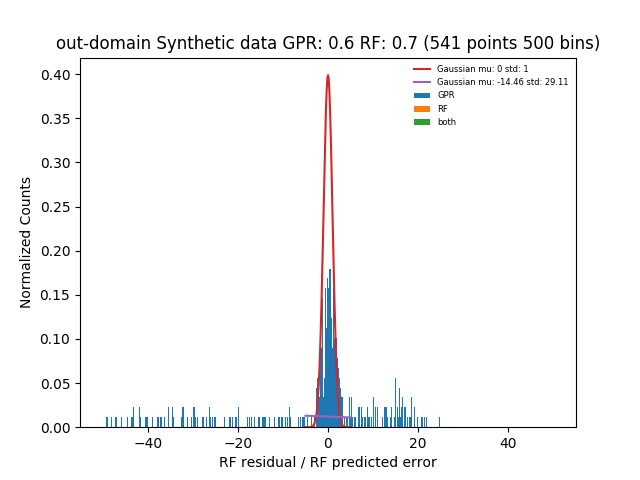 out-domain Synthetic data GPR: 0.6 RF: 0.7 (541 points 500 bins)
Gaussian mu: 0 std: 1
Gaussian mu: -14.46 std: 29.11
GPR
RF
both
Normalized Counts
0.40
0.35
0.30
0.25
0.20
0.15
0.10
0.05
0.00
−40
−20
0
20
40
RF residual / RF predicted error